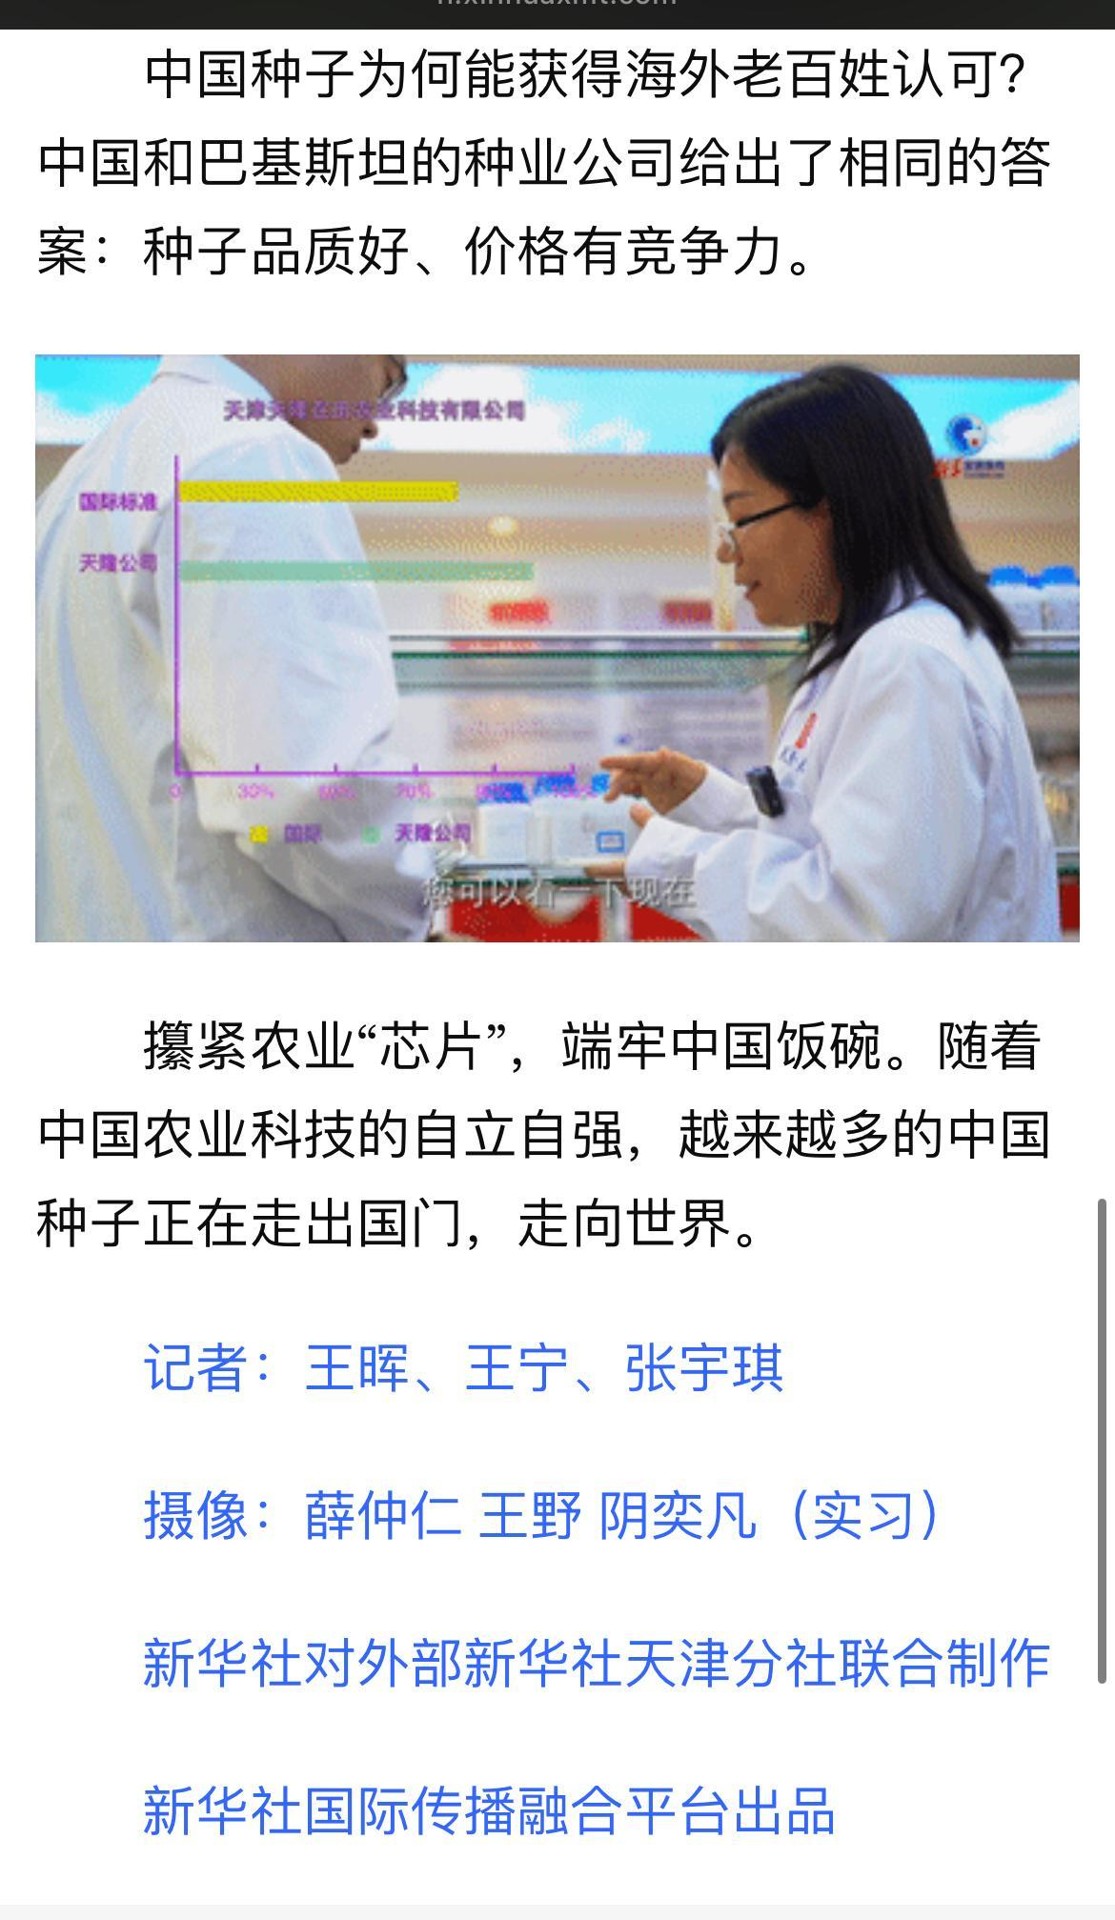 中国种子为何能获得海外老百姓认可？
中国和巴基斯坦的种业公司给出了相同的答
案：种子品质好、价格有竞争力。
国际标准
天隆公司
0
30%
70%
国际
天隆公司
您可以看一下现在
攥紧农业“芯片”，端牢中国饭碗。随着
中国农业科技的自立自强，越来越多的中国
种子正在走出国门，走向世界。
记者：王晖、王宁、张宇琪
摄像：薛仲仁 王野 阴奕凡（实习）
新华社对外部新华社天津分社联合制作
新华社国际传播融合平台出品